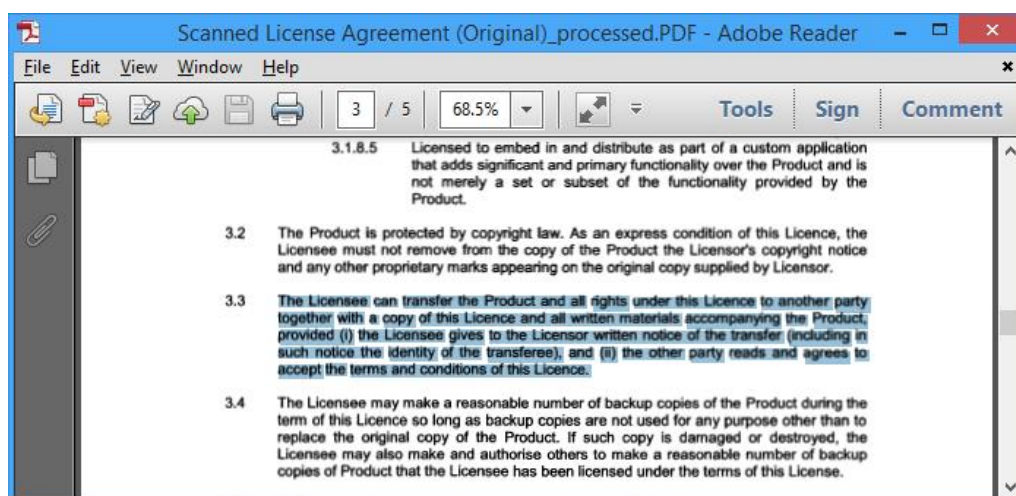 Scanned License Agreement (Original)_processed.PDF - Adobe Reader
File Edit View Window Help
3 / 5 68.5% Tools Sign Comment
3.1.8.5 Licensed to embed in and distribute as part of a custom application
that adds significant and primary functionality over the Product and is
not merely a set or subset of the functionality provided by the
Product.
3.2 The Product is protected by copyright law. As an express condition of this Licence, the
Licensee must not remove from the copy of the Product the Licensor's copyright notice
and any other proprietary marks appearing on the original copy supplied by Licensor.
3.3 The Licensee can transfer the Product and all rights under this Licence to another party
together with a copy of this Licence and all written materials accompanying the Product,
provided (i) the Licensee gives to the Licensor written notice of the transfer (including in
such notice the identity of the transferee), and (ii) the other party reads and agrees to
accept the terms and conditions of this Licence.
3.4 The Licensee may make a reasonable number of backup copies of the Product during the
term of this Licence so long as backup copies are not used for any purpose other than to
replace the original copy of the Product. If such copy is damaged or destroyed, the
Licensee may also make and authorise others to make a reasonable number of backup
copies of Product that the Licensee has been licensed under the terms of this License.